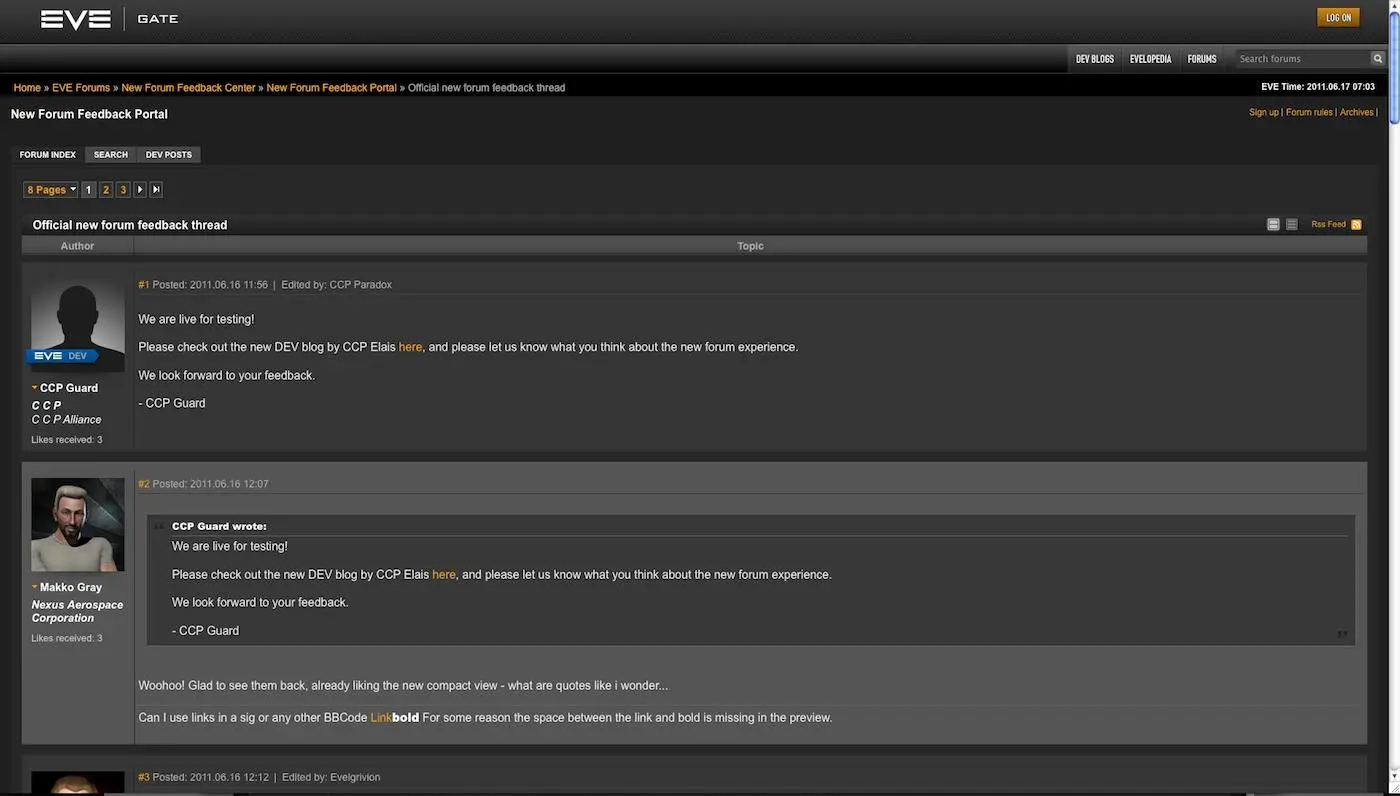 EVE GATE
LOG ON
DEV BLOGS EVELOPEDIA FORUMS Search forums
Home » EVE Forums » New Forum Feedback Center » New Forum Feedback Portal » Official new forum feedback thread
EVE Time: 2011.06.17 07:03
New Forum Feedback Portal
Sign up | Forum rules | Archives |
FORUM INDEX SEARCH DEV POSTS
8 Pages 1 2 3
Official new forum feedback thread
Rss Feed
Author Topic
#1 Posted: 2011.06.16 11:56 | Edited by: CCP Paradox
We are live for testing!
Please check out the new DEV blog by CCP Elais here, and please let us know what you think about the new forum experience.
We look forward to your feedback.
- CCP Guard
EVE DEV
CCP Guard
C C P
C C P Alliance
Likes received: 3
#2 Posted: 2011.06.16 12:07
CCP Guard wrote:
We are live for testing!
Please check out the new DEV blog by CCP Elais here, and please let us know what you think about the new forum experience.
We look forward to your feedback.
- CCP Guard
Makko Gray
Nexus Aerospace
Corporation
Likes received: 3
Woohoo! Glad to see them back, already liking the new compact view - what are quotes like i wonder...
Can I use links in a sig or any other BBCode Linkbold For some reason the space between the link and bold is missing in the preview.
#3 Posted: 2011.06.16 12:12 | Edited by: Evelgrivion